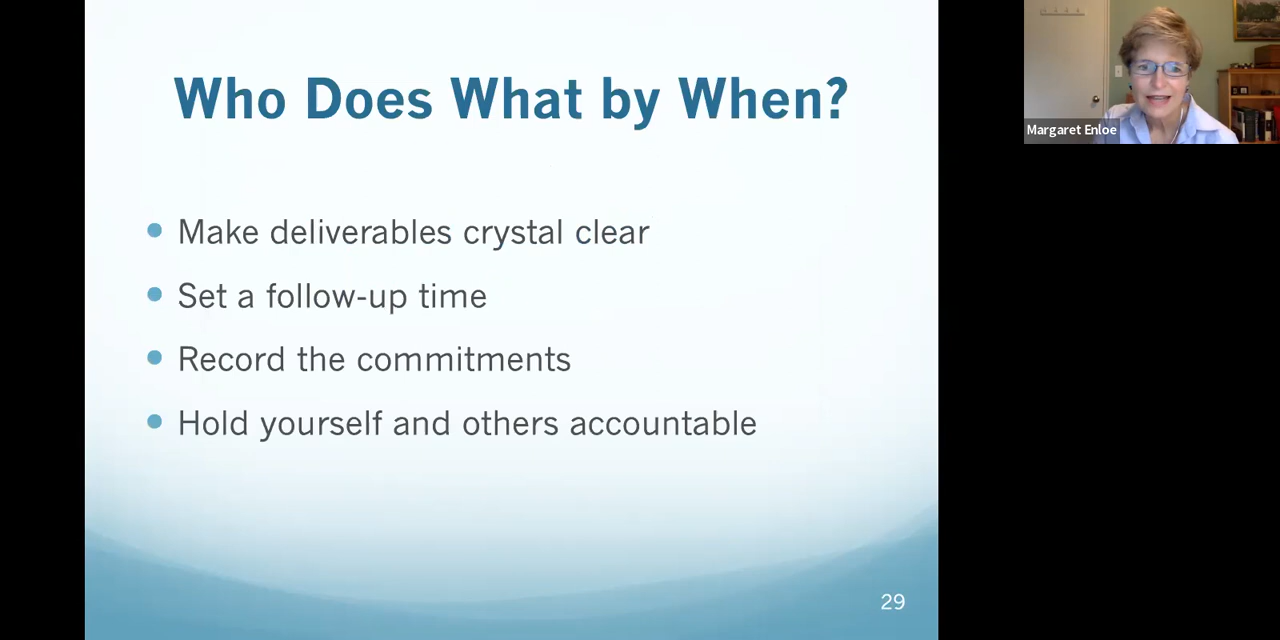 Who Does What by When?
Make deliverables crystal clear
Set a follow-up time
Record the commitments
Hold yourself and others accountable
29
Margaret Enloe